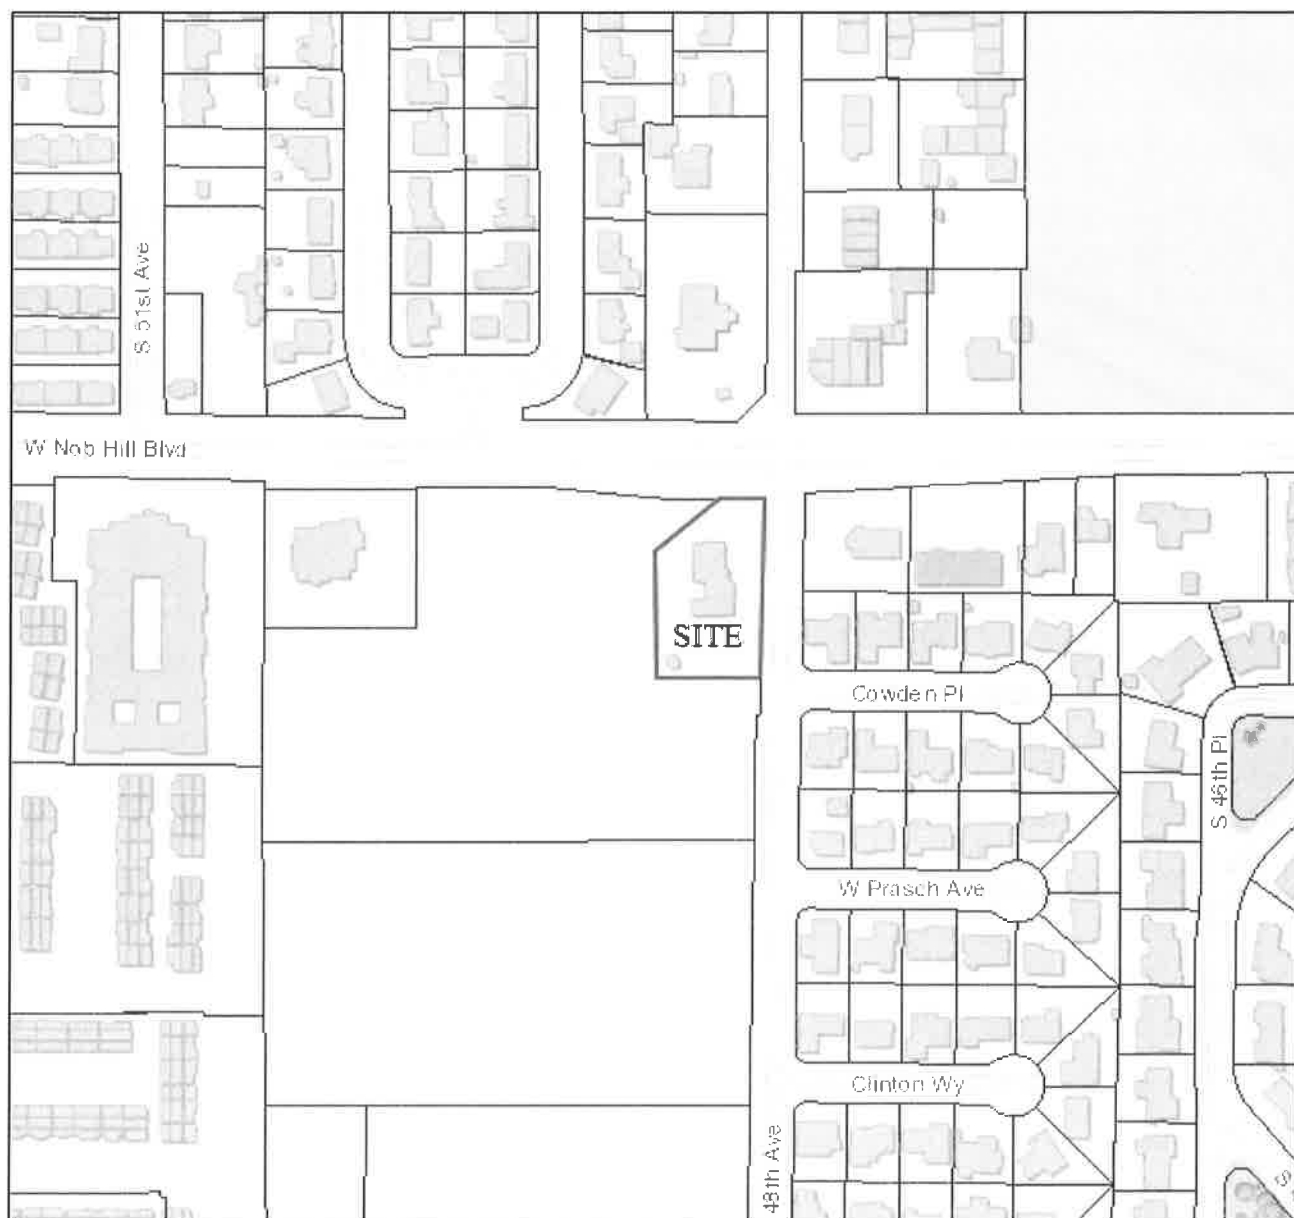 S 51st Ave
W Nob Hill Blvd
SITE
Cowden Pl
S 46th Pl
W Prasch Ave
Clinton Wy
48th Ave
S